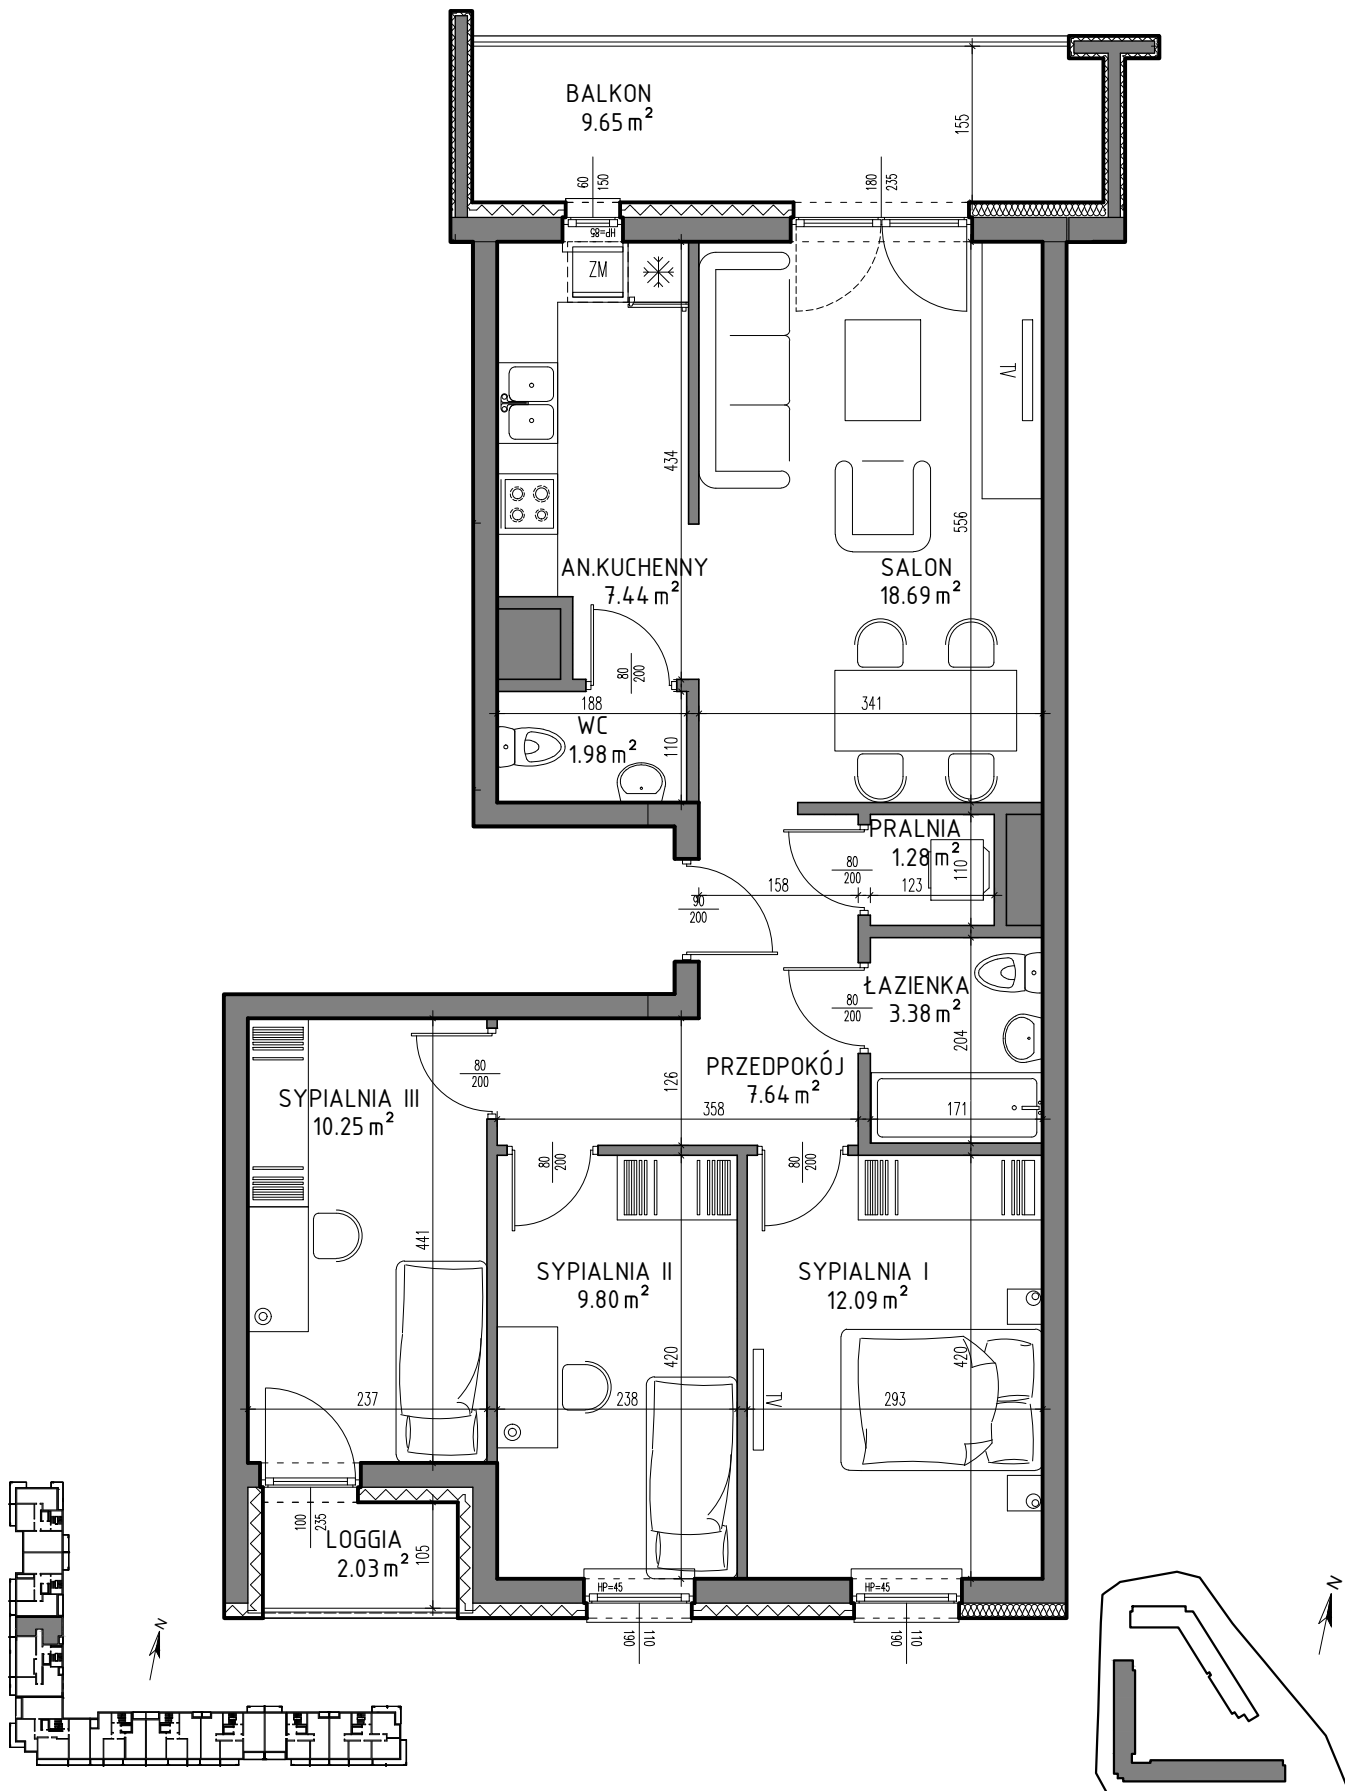 BALKON
9.65 m²
155
60
150
180
235
HP=85
ZM
TV
434
556
AN.KUCHENNY
7.44 m²
SALON
18.69 m²
80
200
188
341
WC
1.98 m²
110
PRALNIA
1.28 m²
110
80
200
158
123
90
200
ŁAZIENKA
3.38 m²
80
200
204
PRZEDPOKÓJ
7.64 m²
80
200
126
SYPIALNIA III
10.25 m²
358
171
80
200
80
200
441
SYPIALNIA II
9.80 m²
SYPIALNIA I
12.09 m²
420
420
TV
237
238
293
100
235
LOGGIA
2.03 m²
105
HP=45
HP=45
110
190
110
190
N
N